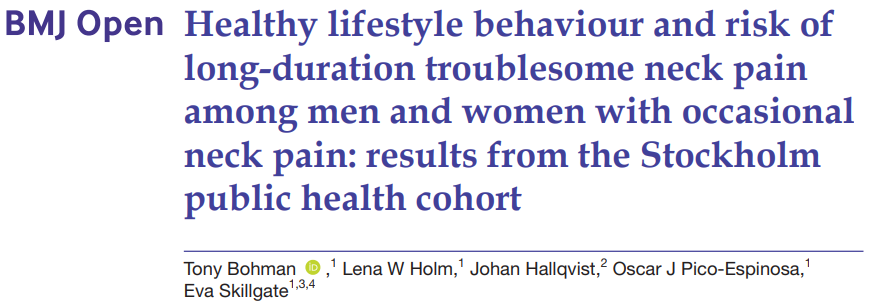 BMJ Open
Healthy lifestyle behaviour and risk of
long-duration troublesome neck pain
among men and women with occasional
neck pain: results from the Stockholm
public health cohort
Tony Bohman iD ,1 Lena W Holm,1 Johan Hallqvist,2 Oscar J Pico-Espinosa,1
Eva Skillgate1,3,4